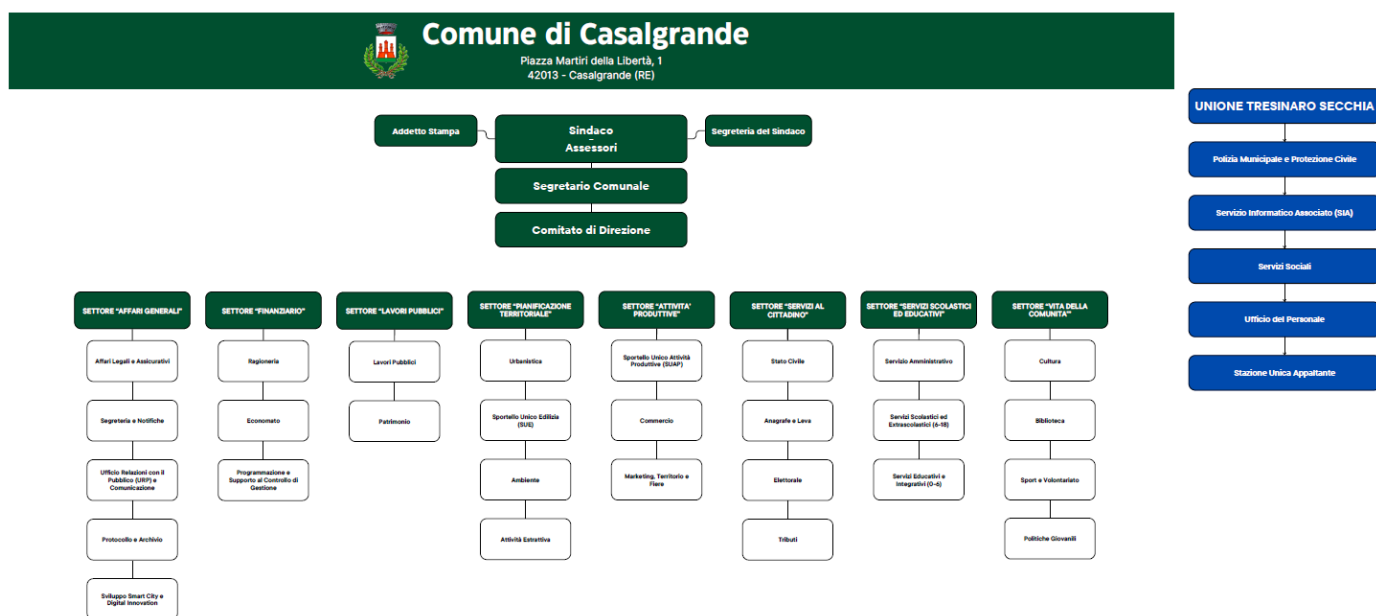 Comune di Casalgrande
Piazza Martiri della Libertà, 1
42013 - Casalgrande (RE)
Addetto Stampa
Sindaco
-
Assessori
Segreteria del Sindaco
Segretario Comunale
Comitato di Direzione
SETTORE "AFFARI GENERALI"
Affari Legali e Assicurativi
Segreteria e Notifiche
Ufficio Relazioni con il
Pubblico (URP) e
Comunicazione
Protocollo e Archivio
Sviluppo Smart City e
Digital Innovation
SETTORE "FINANZIARIO"
Ragioneria
Economato
Programmazione e
Supporto al Controllo di
Gestione
SETTORE "LAVORI PUBBLICI"
Lavori Pubblici
Patrimonio
SETTORE "PIANIFICAZIONE
TERRITORIALE"
Urbanistica
Sportello Unico Edilizia
(SUE)
Ambiente
Attività Estrattiva
SETTORE "ATTIVITA'
PRODUTTIVE"
Sportello Unico Attività
Produttive (SUAP)
Commercio
Marketing, Territorio e
Fiere
SETTORE "SERVIZI AL
CITTADINO"
Stato Civile
Anagrafe e Leva
Elettorale
Tributi
SETTORE "SERVIZI SCOLASTICI
ED EDUCATIVI"
Servizio Amministrativo
Servizi Scolastici ed
Extrascolastici (6-18)
Servizi Educativi e
Integrativi (0-6)
SETTORE "VITA DELLA
COMUNITA'"
Cultura
Biblioteca
Sport e Volontariato
Politiche Giovanili
UNIONE TRESINARO SECCHIA
Polizia Municipale e Protezione Civile
Servizio Informatico Associato (SIA)
Servizi Sociali
Ufficio del Personale
Stazione Unica Appaltante